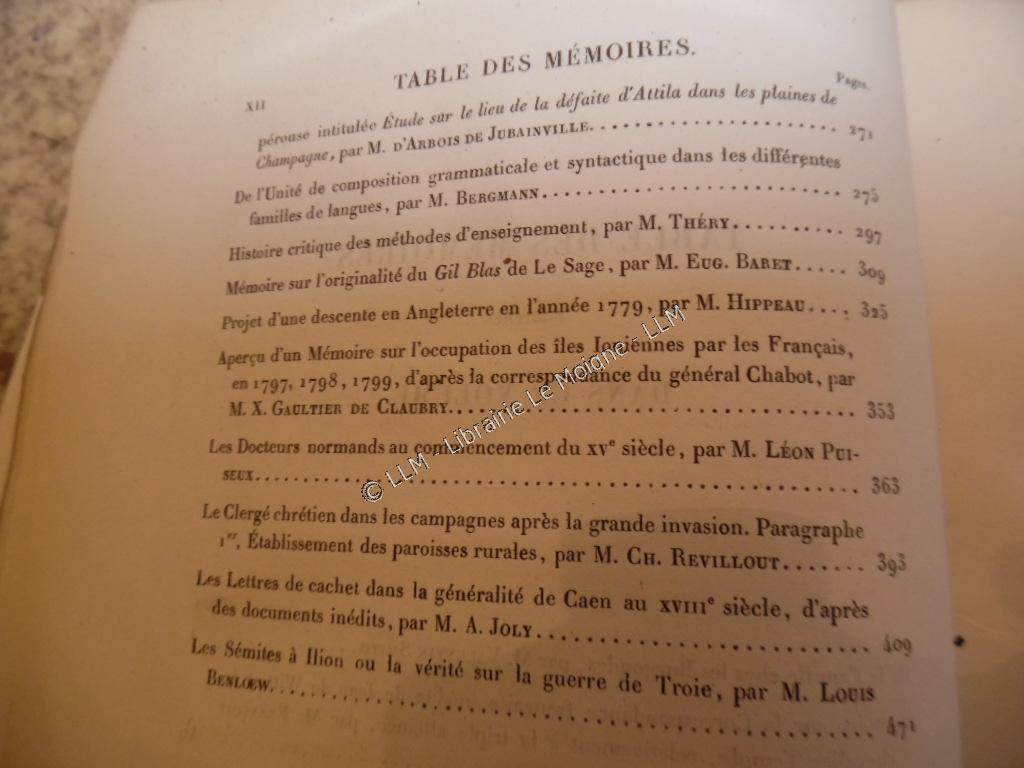 XII
TABLE DES MÉMOIRES.
Pages.
pérouse intitulée Étude sur le lieu de la défaite d'Attila dans les plaines de
Champagne, par M. D'ARBOIS DE JUBAINVILLE. 271
De l'Unité de composition grammaticale et syntactique dans les différentes
familles de langues, par M. BERGMANN. 275
Histoire critique des méthodes d'enseignement, par M. THÉRY. 297
Mémoire sur l'originalité du Gil Blas de Le Sage, par M. EUG. BARET. 309
Projet d'une descente en Angleterre en l'année 1779, par M. HIPPEAU. 325
Aperçu d'un Mémoire sur l'occupation des îles Ioniennes par les Français,
en 1797, 1798, 1799, d'après la correspondance du général Chabot, par
M. X. GAULTIER DE CLAUBRY. 353
Les Docteurs normands au commencement du XVe siècle, par M. LÉON PUI-
SEUX. 363
Le Clergé chrétien dans les campagnes après la grande invasion. Paragraphe
1er, Établissement des paroisses rurales, par M. CH. REVILLOUT. 393
Les Lettres de cachet dans la généralité de Caen au XVIIIe siècle, d'après
des documents inédits, par M. A. JOLY. 409
Les Sémites à Ilion ou la vérité sur la guerre de Troie, par M. LOUIS
BENLOEW. 471
© LLM - Librairie Le Moigne - LLM